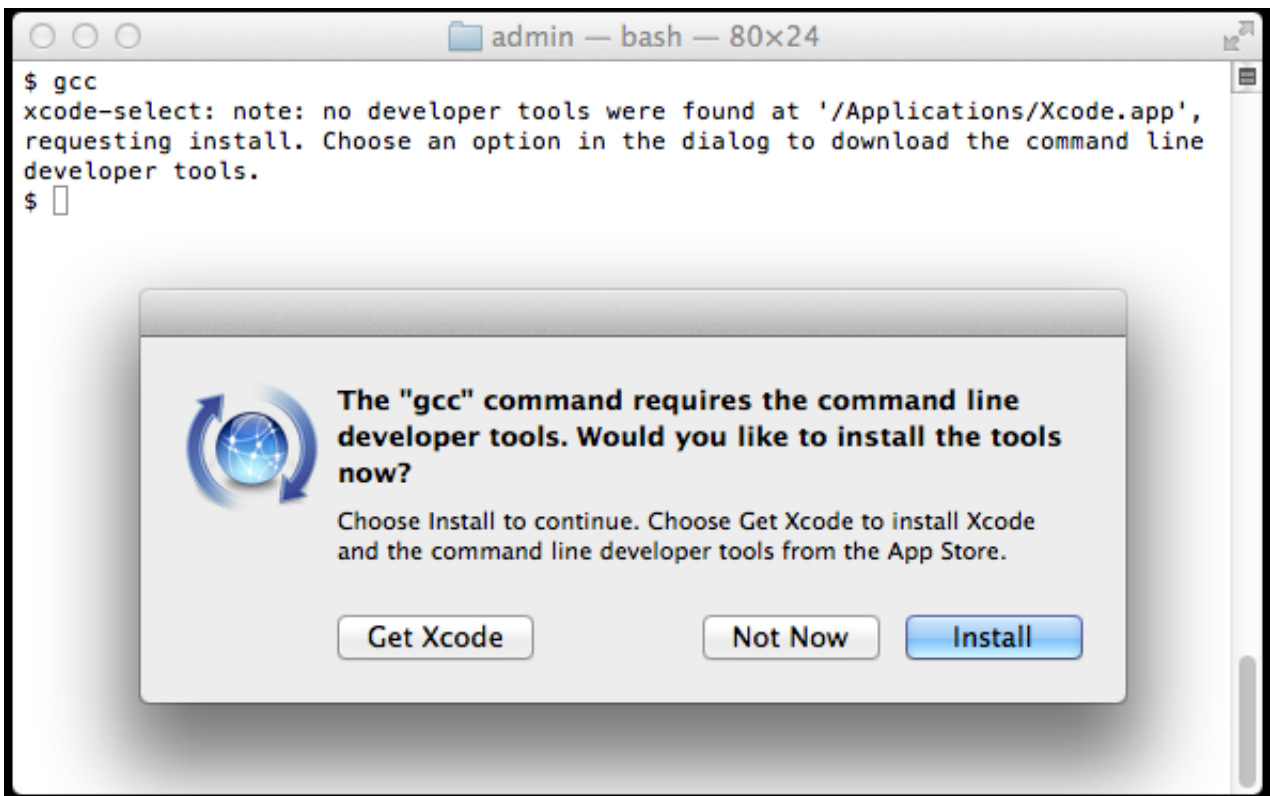 admin — bash — 80×24
$ gcc
xcode-select: note: no developer tools were found at '/Applications/Xcode.app',
requesting install. Choose an option in the dialog to download the command line
developer tools.
$
The "gcc" command requires the command line
developer tools. Would you like to install the tools
now?
Choose Install to continue. Choose Get Xcode to install Xcode
and the command line developer tools from the App Store.
Get Xcode Not Now Install